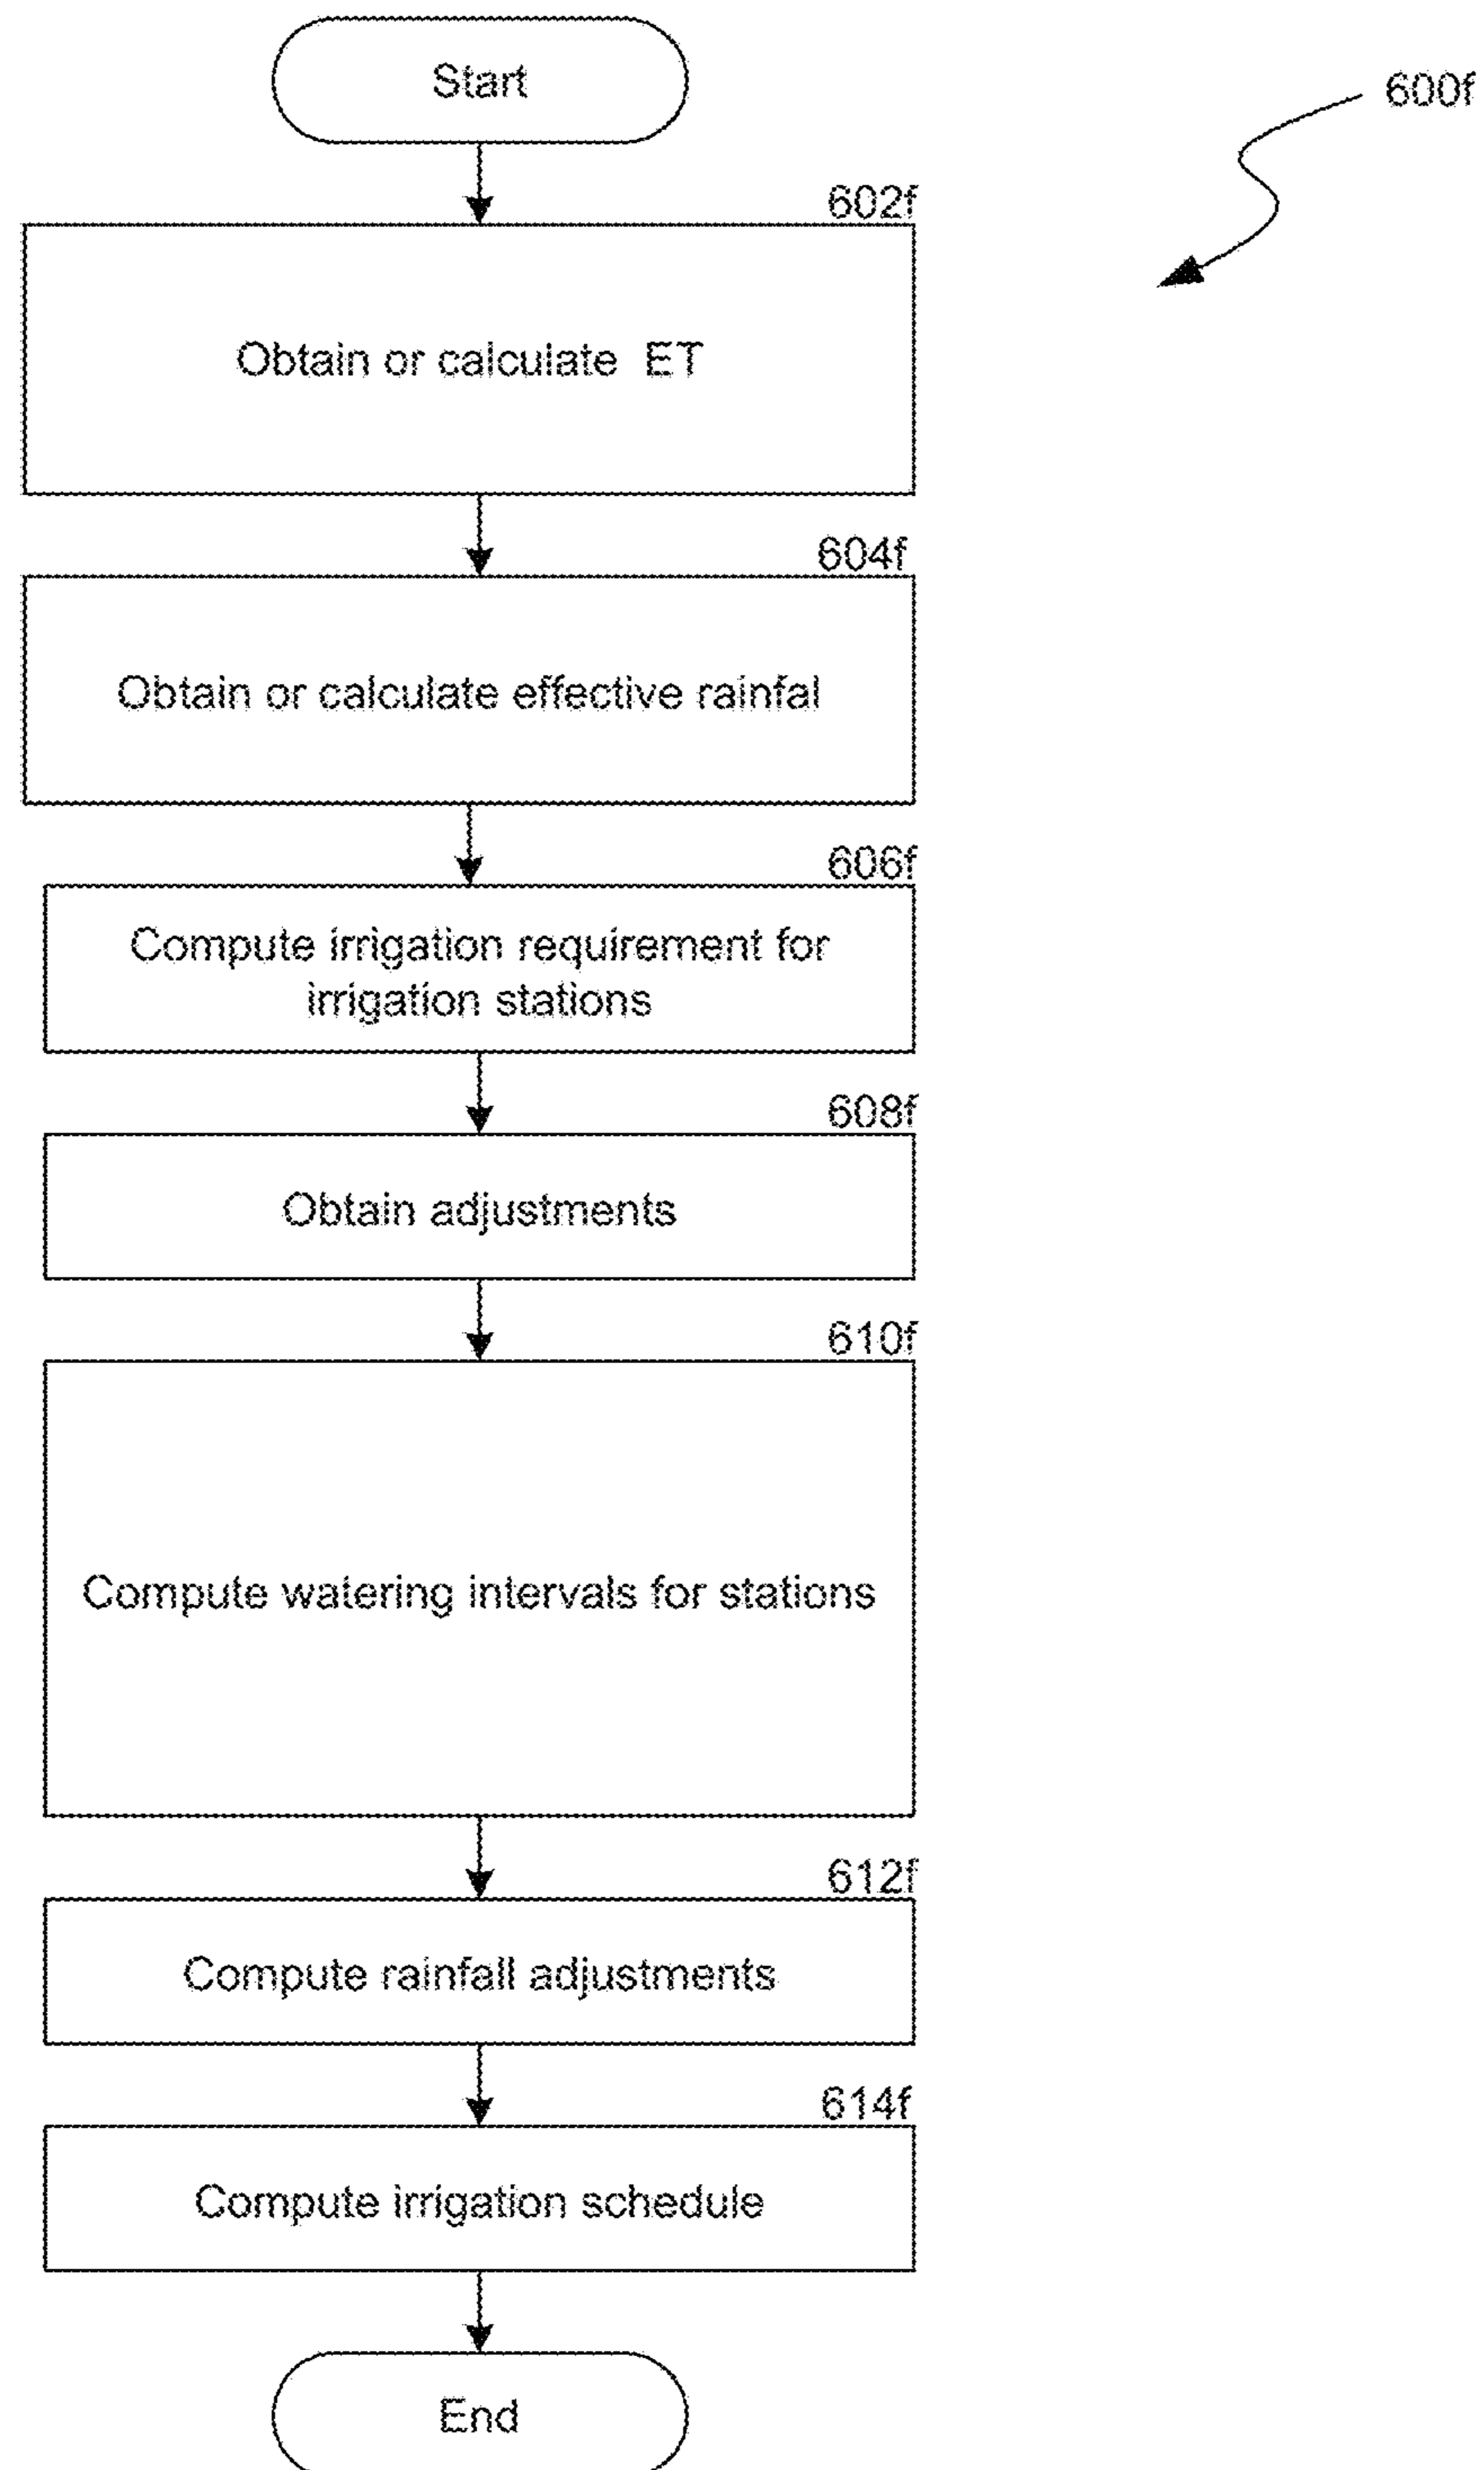 Start
600f
602f
Obtain or calculate ET
604f
Obtain or calculate effective rainfal
606f
Compute irrigation requirement for
irrigation stations
608f
Obtain adjustments
610f
Compute watering intervals for stations
612f
Compute rainfall adjustments
614f
Compute irrigation schedule
End